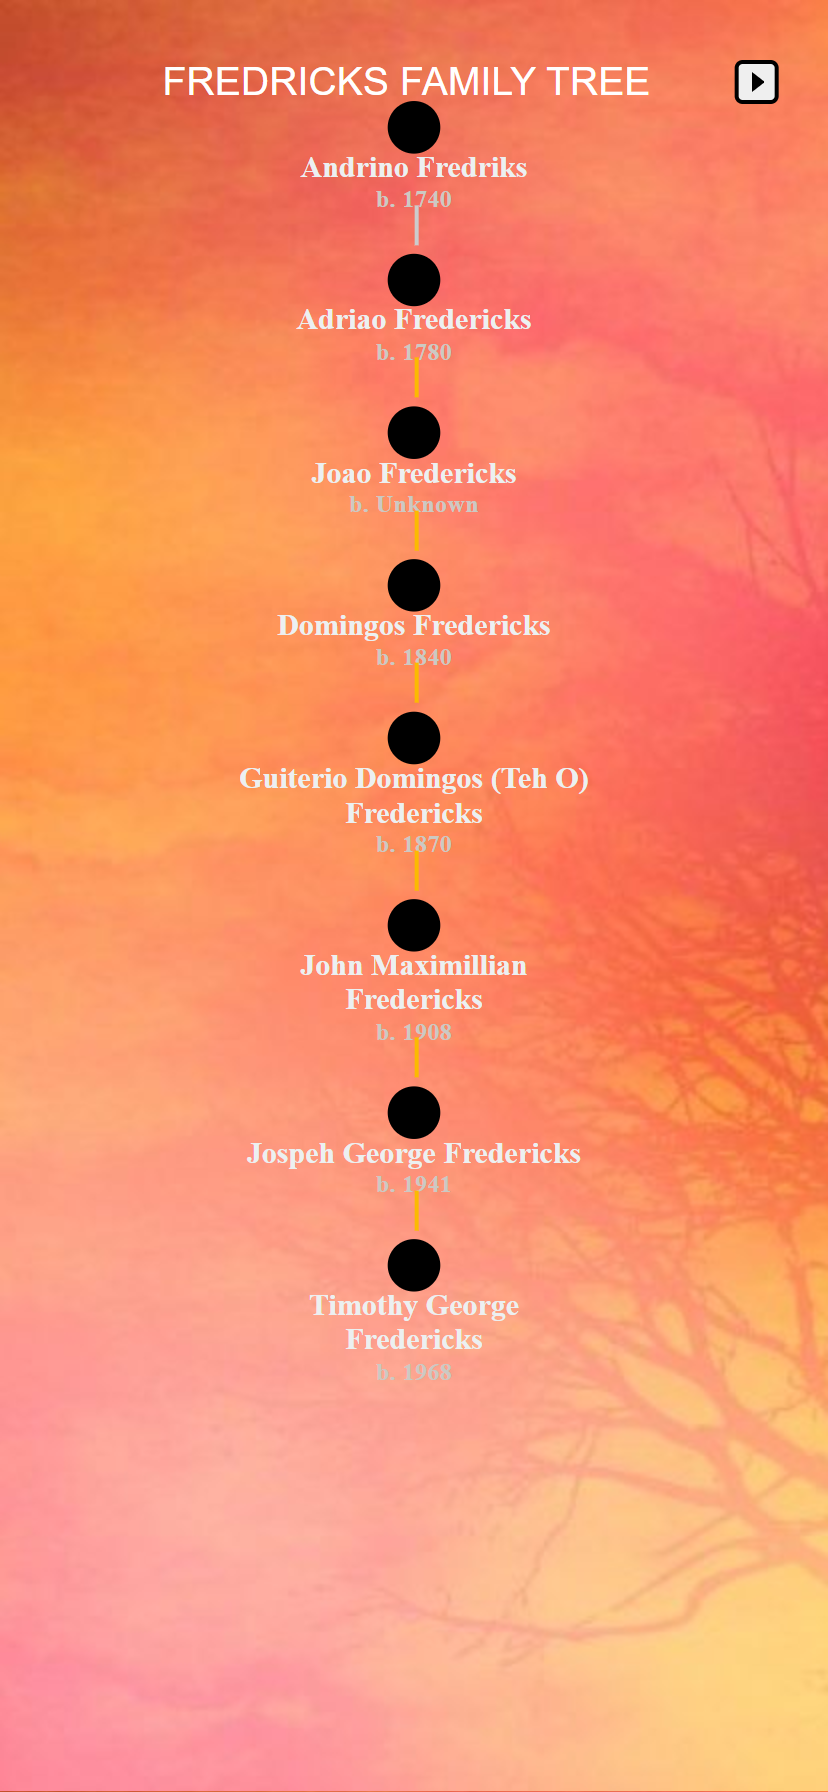 FREDRICKS FAMILY TREE
Andrino Fredriks
b. 1740
Adriao Fredericks
b. 1780
Joao Fredericks
b. Unknown
Domingos Fredericks
b. 1840
Guiterio Domingos (Teh O)
Fredericks
b. 1870
John Maximillian
Fredericks
b. 1908
Jospeh George Fredericks
b. 1941
Timothy George
Fredericks
b. 1968